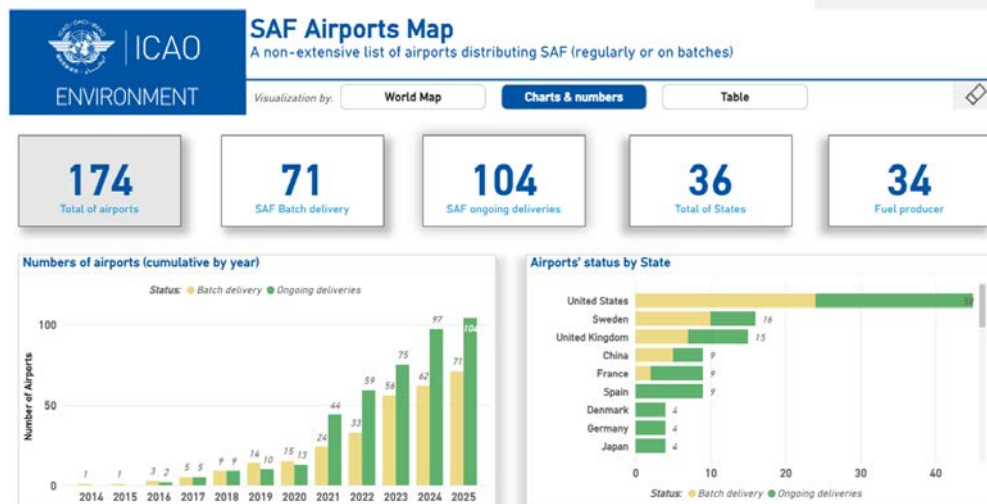 SAF Airports Map
A non-extensive list of airports distributing SAF (regularly or on batches)
ICAO
ENVIRONMENT
Visualization by.
World Map
Charts & numbers
Table
174
Total of airports
71
SAF Batch delivery
104
SAF ongoing deliveries
36
Total of States
34
Fuel producer
Numbers of airports (cumulative by year)
Status: Batch delivery Ongoing deliveries
Number of Airports
100
50
0
1
1
3 2
5 5
9 9
14 10
15 13
24 44
33 59
56 75
62 97
71 104
2014 2015 2016 2017 2018 2019 2020 2021 2022 2023 2024 2025
Airports' status by State
United States
Sweden 16
United Kingdom 15
China 9
France 9
Spain 9
Denmark 4
Germany 4
Japan 4
0 10 20 30 40
Status: Batch delivery Ongoing deliveries